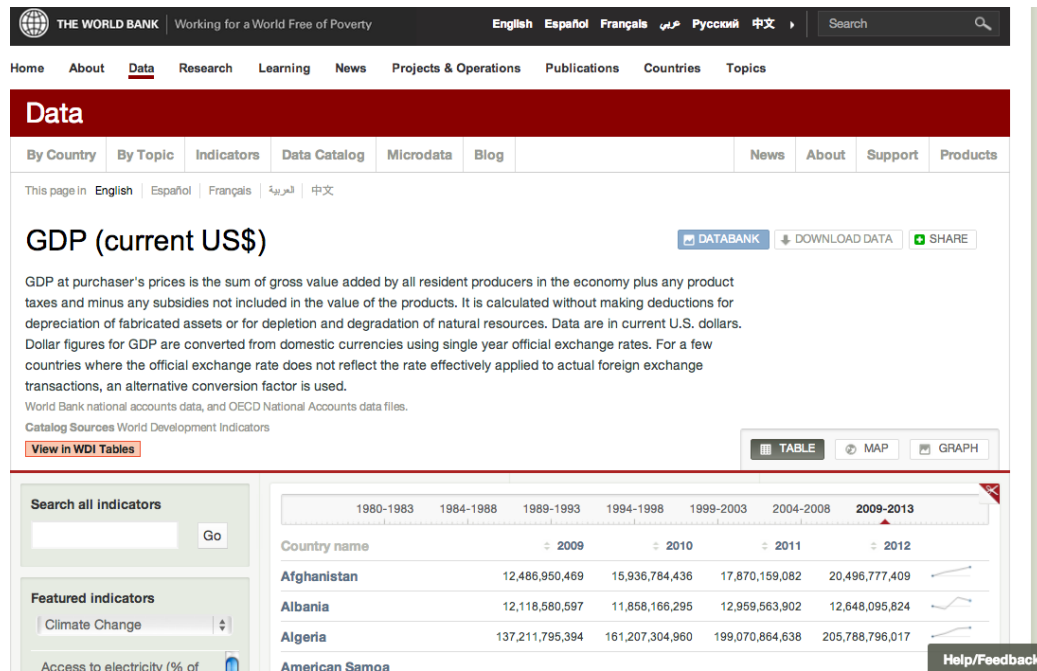 THE WORLD BANK Working for a World Free of Poverty English Español Français عربي Русский 中文 Search
Home About Data Research Learning News Projects & Operations Publications Countries Topics
Data
By Country By Topic Indicators Data Catalog Microdata Blog News About Support Products
This page in English Español Français العربية 中文
GDP (current US$)
DATABANK DOWNLOAD DATA SHARE
GDP at purchaser's prices is the sum of gross value added by all resident producers in the economy plus any product
taxes and minus any subsidies not included in the value of the products. It is calculated without making deductions for
depreciation of fabricated assets or for depletion and degradation of natural resources. Data are in current U.S. dollars.
Dollar figures for GDP are converted from domestic currencies using single year official exchange rates. For a few
countries where the official exchange rate does not reflect the rate effectively applied to actual foreign exchange
transactions, an alternative conversion factor is used.
World Bank national accounts data, and OECD National Accounts data files.
Catalog Sources World Development Indicators
View in WDI Tables
TABLE MAP GRAPH
Search all indicators
Go
Featured indicators
Climate Change
Access to electricity (% of
1980-1983 1984-1988 1989-1993 1994-1998 1999-2003 2004-2008 2009-2013
Country name 2009 2010 2011 2012
Afghanistan 12,486,950,469 15,936,784,436 17,870,159,082 20,496,777,409
Albania 12,118,580,597 11,858,166,295 12,959,563,902 12,648,095,824
Algeria 137,211,795,394 161,207,304,960 199,070,864,638 205,788,796,017
American Samoa
Help/Feedback